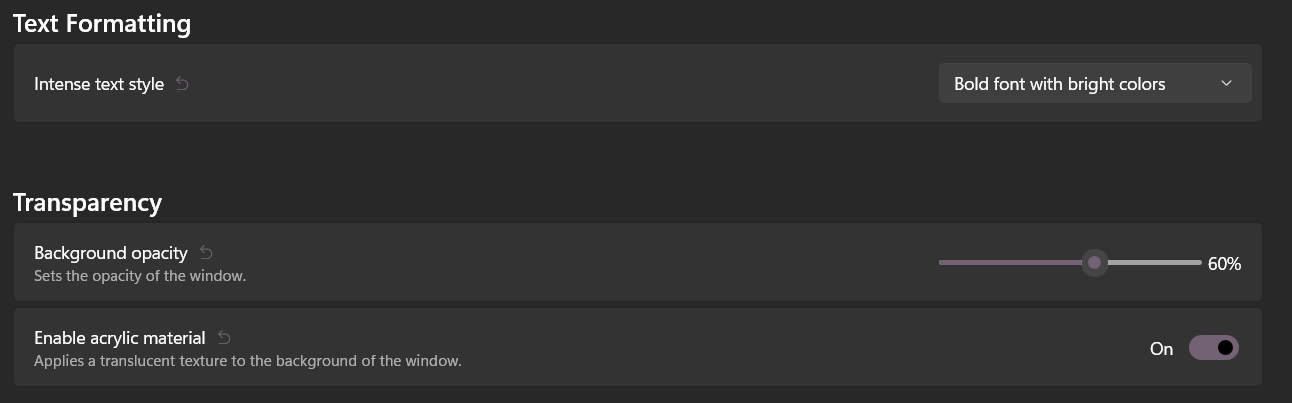 Text Formatting
Intense text style
Bold font with bright colors
Transparency
Background opacity
Sets the opacity of the window.
60%
Enable acrylic material
Applies a translucent texture to the background of the window.
On